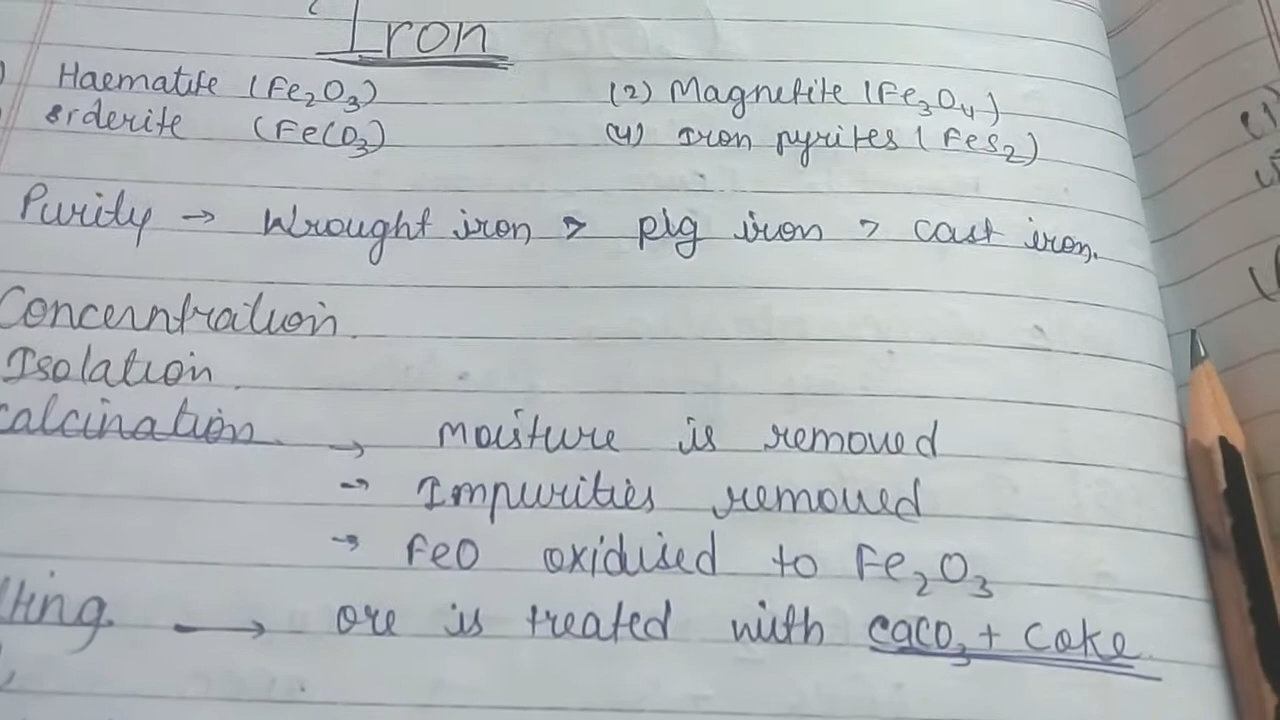 Iron
) Haematite (Fe₂O₃) (2) Magnetite (Fe₃O₄)
siderite (FeCO₃) (4) Iron pyrites (FeS₂)
Purity → Wrought iron > pig iron > cast iron.
Concentration.
Isolation.
calcination. → moisture is removed
→ Impurities removed
→ FeO oxidised to Fe₂O₃
lting. → ore is treated with CaCO₃ + Coke